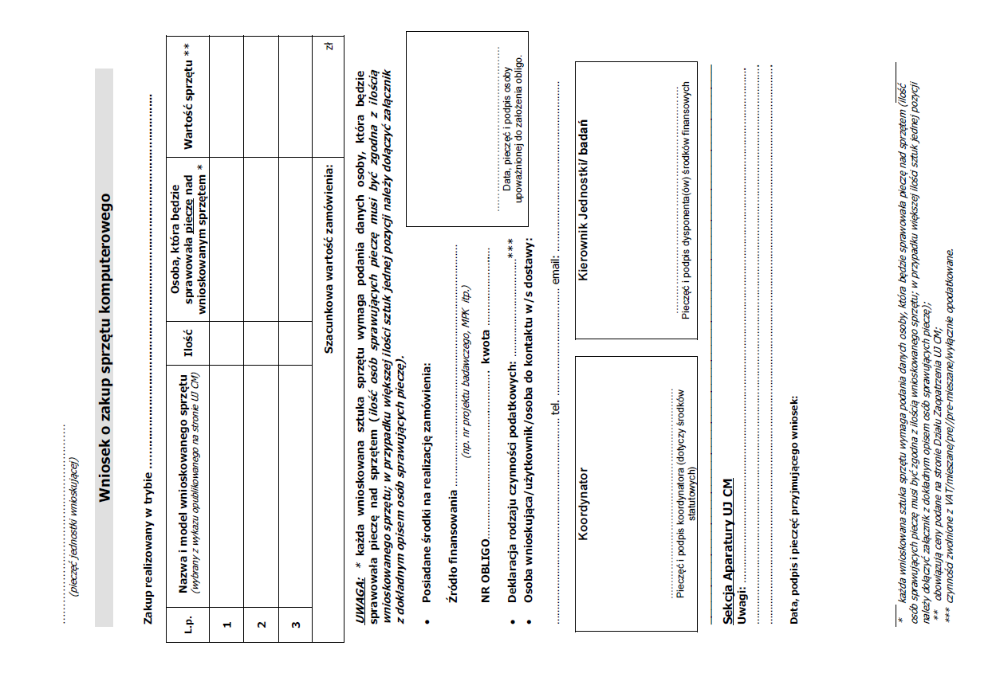 ……………………………………………………
(pieczęć jednostki wnioskującej)
Wniosek o zakup sprzętu komputerowego
Zakup realizowany w trybie ……………………………………………………………………………………
L.p. Nazwa i model wnioskowanego sprzętu (wybrany z wykazu opublikowanego na stronie UJ CM) Ilość Osoba, która będzie sprawowała pieczę nad wnioskowanym sprzętem * Wartość sprzętu **
1
2
3
Szacunkowa wartość zamówienia: zł
UWAGA: * każda wnioskowana sztuka sprzętu wymaga podania danych osoby, która będzie
sprawowała pieczę nad sprzętem (ilość osób sprawujących pieczę musi być zgodna z ilością
wnioskowanego sprzętu; w przypadku większej ilości sztuk jednej pozycji należy dołączyć załącznik
z dokładnym opisem osób sprawujących pieczę).
• Posiadane środki na realizację zamówienia:
Źródło finansowania ……………………………………………………………
(np. nr projektu badawczego, MPK itp.)
NR OBLIGO…………………………………………… kwota ……………………
Data, pieczęć i podpis osoby
upoważnionej do założenia obligo.
• Deklaracja rodzaju czynności podatkowych: …………………………***
• Osoba wnioskująca/użytkownik/osoba do kontaktu w/s dostawy:
…………………………………………………… tel. …………………………… email: ……………………………………………
Koordynator
……………………………………………………
Pieczęć i podpis koordynatora (dotyczy środków
statutowych)
Kierownik Jednostki/ badań
……………………………………………………
Pieczęć i podpis dysponenta(ów) środków finansowych
Sekcja Aparatury UJ CM
Uwagi: ……………………………………………………………………………………
……………………………………………………………………………………
……………………………………………………………………………………
Data, podpis i pieczęć przyjmującego wniosek:
* każda wnioskowana sztuka sprzętu wymaga podania danych osoby, która będzie sprawowała pieczę nad sprzętem (ilość
osób sprawujących pieczę musi być zgodna z ilością wnioskowanego sprzętu; w przypadku większej ilości sztuk jednej pozycji
należy dołączyć załącznik z dokładnym opisem osób sprawujących pieczę);
** obowiązują ceny podane na stronie Działu Zaopatrzenia UJ CM;
*** czynności zwolnione z VAT/mieszane/pre//pre-mieszane/wyłącznie opodatkowane.